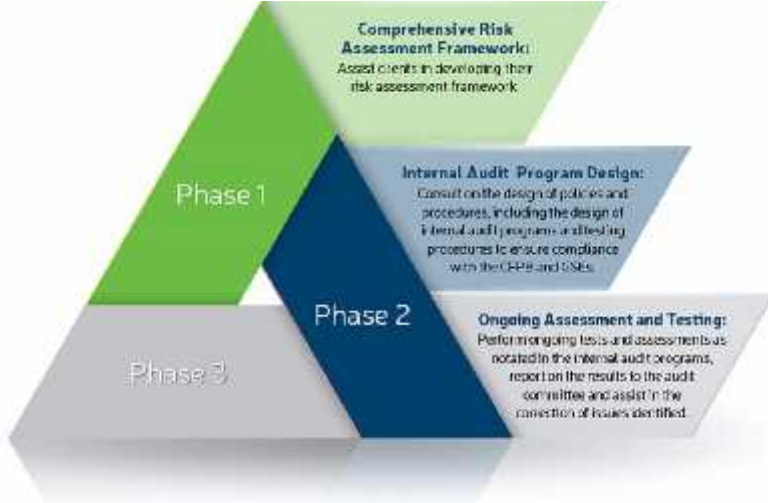 Comprehensive Risk
Assessment Framework:
Assist clients in developing their
risk assessment framework
Phase 1
Internal Audit Program Design:
Consult on the design of policies and
procedures, including the design of
internal audit programs and testing
procedures to ensure compliance
with the CFPB and GSEs.
Phase 2
Ongoing Assessment and Testing:
Perform ongoing tests and assessments as
notated in the internal audit programs,
report on the results to the audit
committee and assist in the
correction of issues identified.
Phase 3